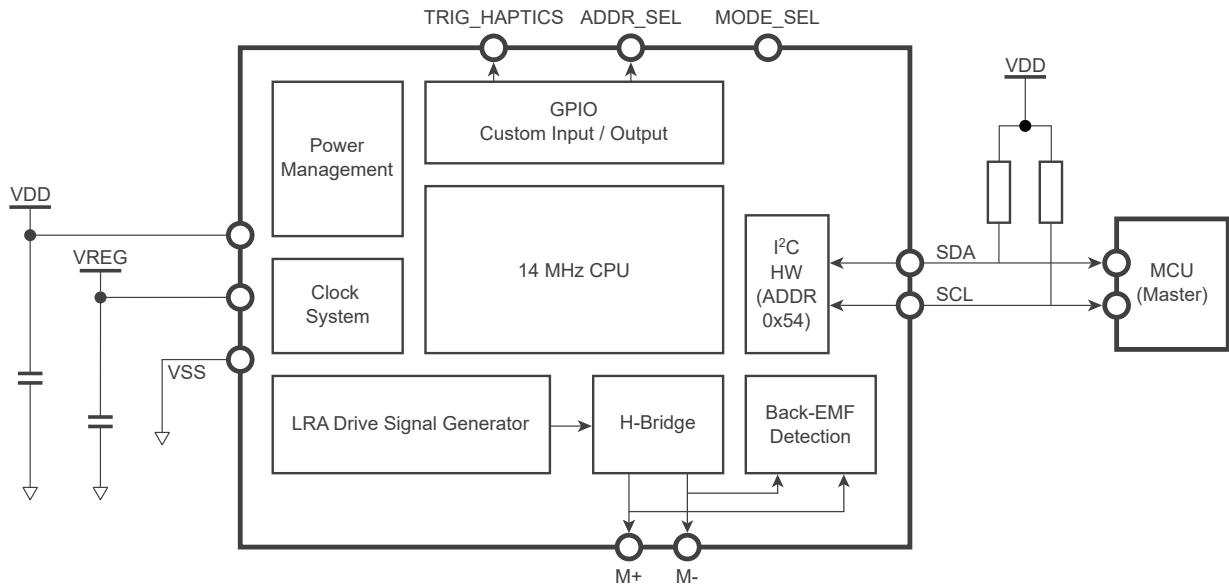 TRIG_HAPTICS ADDR_SEL MODE_SEL
VDD
GPIO
Custom Input / Output
Power
Management
VDD
VREG
14 MHz CPU
I²C
HW
(ADDR
0x54)
SDA
SCL
MCU
(Master)
Clock
System
VSS
LRA Drive Signal Generator
H-Bridge
Back-EMF
Detection
M+ M-